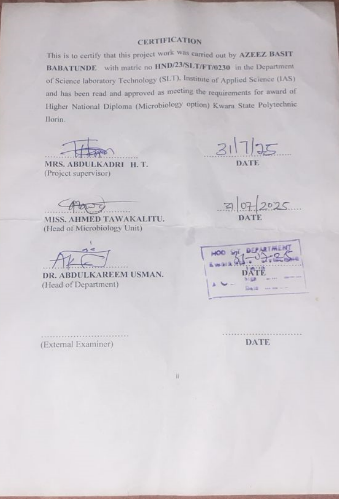 CERTIFICATION
This is to certify that this project work was carried out by AZEEZ BASIT
BABATUNDE with matric no HND/23/SLT/FT/0230 in the Department
of Science laboratory Technology (SLT), Institute of Applied Science (IAS)
and has been read and approved as meeting the requirements for award of
Higher National Diploma (Microbiology option) Kwara State Polytechnic
Ilorin.
31/7/25
MRS. ABDULKADRI H. T.
DATE
(Project supervisor)
31/07/2025
MISS. AHMED TAWAKALITU.
DATE
(Head of Microbiology Unit)
HOD DEPARTMENT
DR. ABDULKAREEM USMAN.
DATE
(Head of Department)
(External Examiner)
DATE
ii